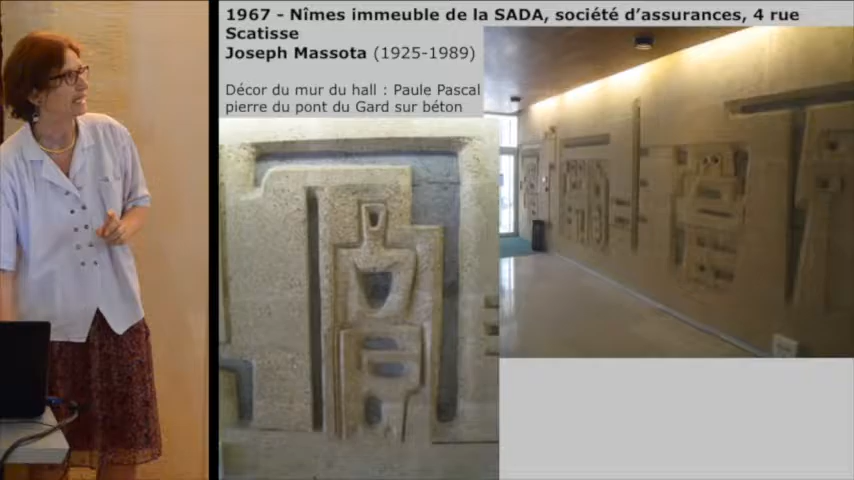 1967 - Nîmes immeuble de la SADA, société d’assurances, 4 rue
Scatisse
Joseph Massota (1925-1989)
Décor du mur du hall : Paule Pascal
pierre du pont du Gard sur béton